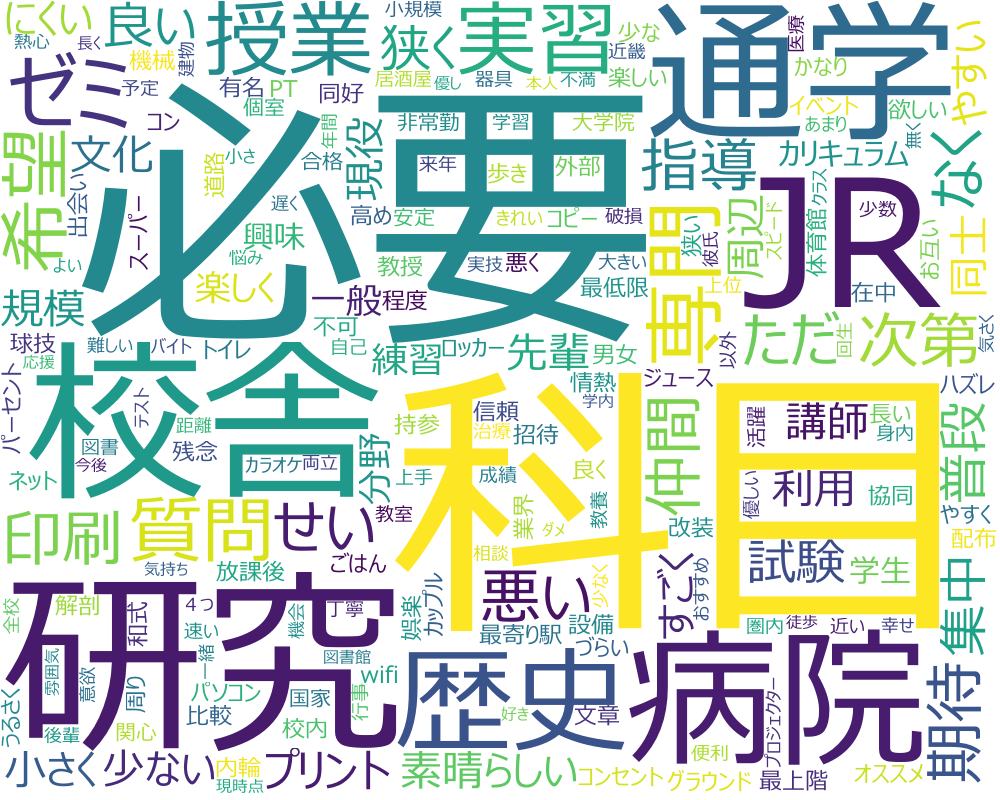 にくい
熱心
長く
良い
機械
建物
予定
授業
小規模
狭く
実習
少な
近畿
通学
医療
かなり
やすい
ゼミ
有名
PT
居酒屋
優し
器具
本人
不満
楽しい
イベント
欲しい
コン
個室
同好
非常勤
学習
大学院
あまり
無く
希望
文化
年間
現役
来年
歩き
外部
指導
カリキュラム
なく
出会い
スーパー
小さ
道路
合格
必要
高め
安定
きれい
コピー
破損
狭い
彼氏
周辺
スピード
体育館
クラス
JR
少数
お互い
同士
遅く
興味
悩み
教授
実技
悪く
大きい
専門
よい
楽しく
一般
程度
最低限
上位
在中
規模
不可
球技
難しい
バイト
トイレ
自己
練習
ロッカー
先輩
男女
以外
ただ
次第
回生
気さく
応援
校舎
情熱
学内
ジュース
ハズレ
パーセント
テスト
距離
信頼
持参
治療
招待
仲間
活躍
講師
長い
身内
普段
図書
残念
分野
科目
ネット
今後
カラオケ
両立
上手
成績
良く
優しい
利用
協同
教室
業界
教養
改装
やすく
印刷
質問
せい
ダメ
配布
相談
試験
学生
気持ち
放課後
ごはん
悪い
少なく
すごく
おすすめ
集中
全校
解剖
和式
4つ
機会
丁寧
娯楽
カップル
最寄り駅
設備
圏内
徒歩
近い
幸せ
研究
速い
一緒
図書館
づらい
雰囲気
意欲
周り
wifi
歴史
病院
うるさく
パソコン
国家
行事
比較
好き
文章
期待
後輩
関心
校内
便利
プロジェクター
小さく
少ない
内輪
プリント
素晴らしい
コンセント
グラウンド
最上階
オススメ
現時点